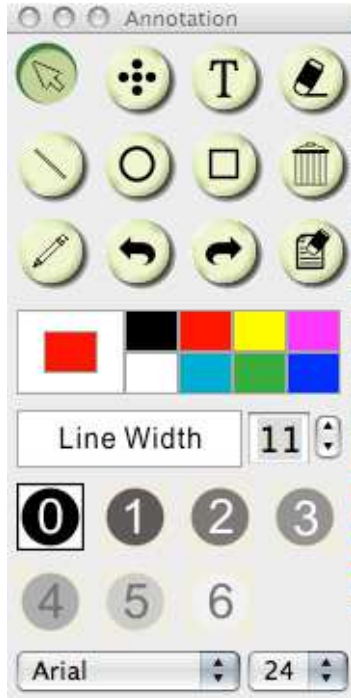 Annotation
T
Line Width 11
0 1 2 3
4 5 6
Arial 24